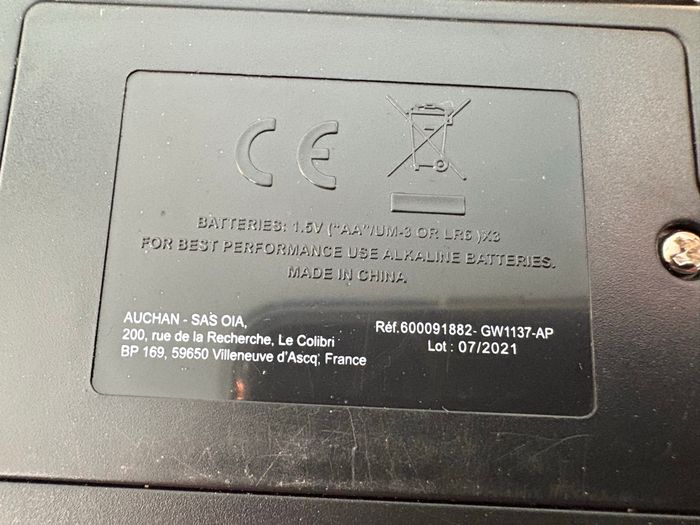 CE
BATTERIES: 1.5V ("AA"/UM-3 OR LR6 )X3
FOR BEST PERFORMANCE USE ALKALINE BATTERIES.
MADE IN CHINA.
AUCHAN - SAS OIA,
200, rue de la Recherche, Le Colibri
BP 169, 59650 Villeneuve d'Ascq, France
Réf.600091882- GW1137-AP
Lot : 07/2021